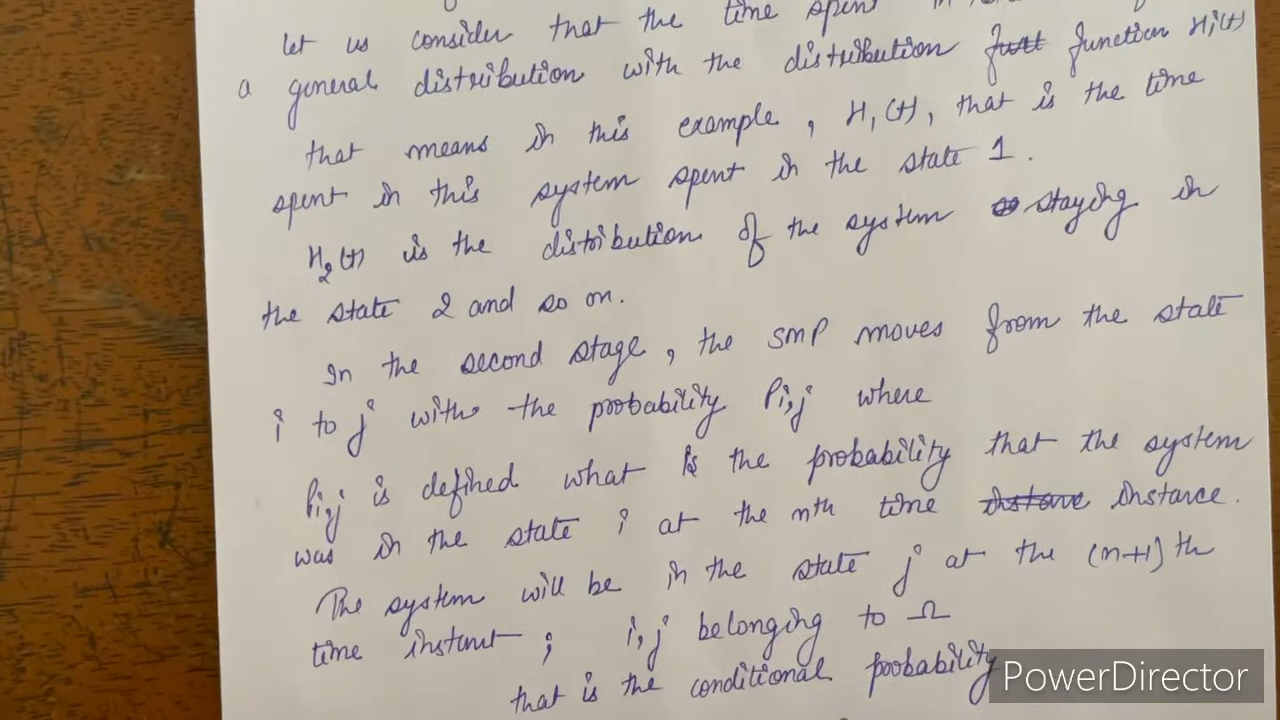 let us consider that the time spent in
a general distribution with the distribution function Hi(t)
that means in this example, H1(t), that is the time
spent in this system spent in the state 1.
H2(t) is the distribution of the system staying in
the state 2 and so on.
In the second stage, the SMP moves from the state
i to j with the probability Pi,j where
Pi,j is defined what is the probability that the system
was in the state i at the nth time instance.
The system will be in the state j at the (n+1)th
time instant; i,j belonging to Ω
that is the conditional probability
PowerDirector